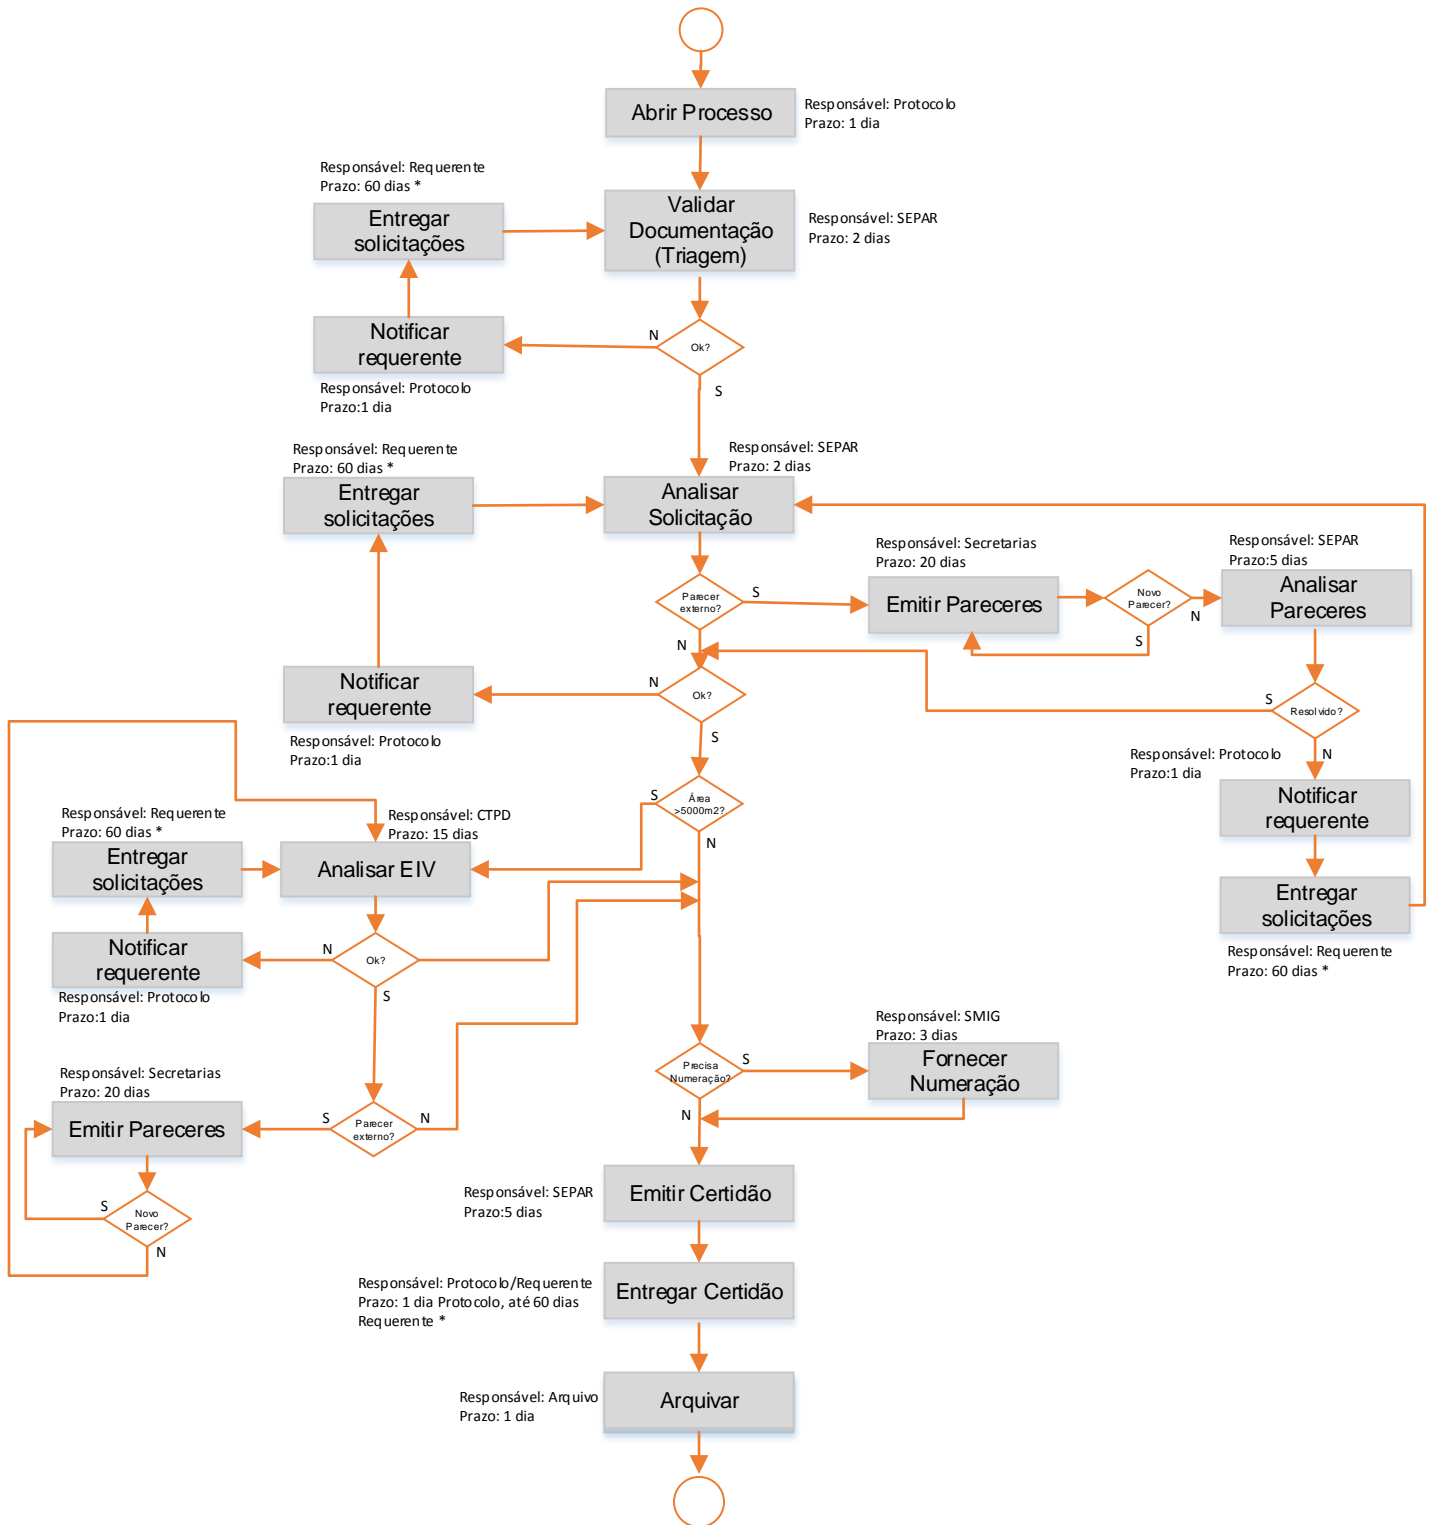 Abrir Processo
Responsável: Protocolo
Prazo: 1 dia
Responsável: Requerente
Prazo: 60 dias *
Entregar
solicitações
Validar
Documentação
(Triagem)
Responsável: SEPAR
Prazo: 2 dias
Notificar
requerente
N
Ok?
S
Responsável: Protocolo
Prazo:1 dia
Responsável: Requerente
Prazo: 60 dias *
Entregar
solicitações
Responsável: SEPAR
Prazo: 2 dias
Analisar
Solicitação
Parecer
externo?
S
N
Responsável: Secretarias
Prazo: 20 dias
Emitir Pareceres
Novo
Parecer?
N
S
Responsável: SEPAR
Prazo:5 dias
Analisar
Pareceres
Notificar
requerente
N
Ok?
S
Responsável: Protocolo
Prazo:1 dia
S
Resolvido?
N
Responsável: Protocolo
Prazo:1 dia
Notificar
requerente
Entregar
solicitações
Responsável: Requerente
Prazo: 60 dias *
S
Área
>5000m2?
N
Responsável: Requerente
Prazo: 60 dias *
Entregar
solicitações
Responsável: CTPD
Prazo: 15 dias
Analisar EIV
Notificar
requerente
N
Ok?
S
Responsável: Protocolo
Prazo:1 dia
Responsável: SMIG
Prazo: 3 dias
Precisa
Numeração?
S
N
Fornecer
Numeração
Responsável: Secretarias
Prazo: 20 dias
Emitir Pareceres
S
Parecer
externo?
N
S
Novo
Parecer?
N
Responsável: SEPAR
Prazo:5 dias
Emitir Certidão
Responsável: Protocolo/Requerente
Prazo: 1 dia Protocolo, até 60 dias
Requerente *
Entregar Certidão
Responsável: Arquivo
Prazo: 1 dia
Arquivar